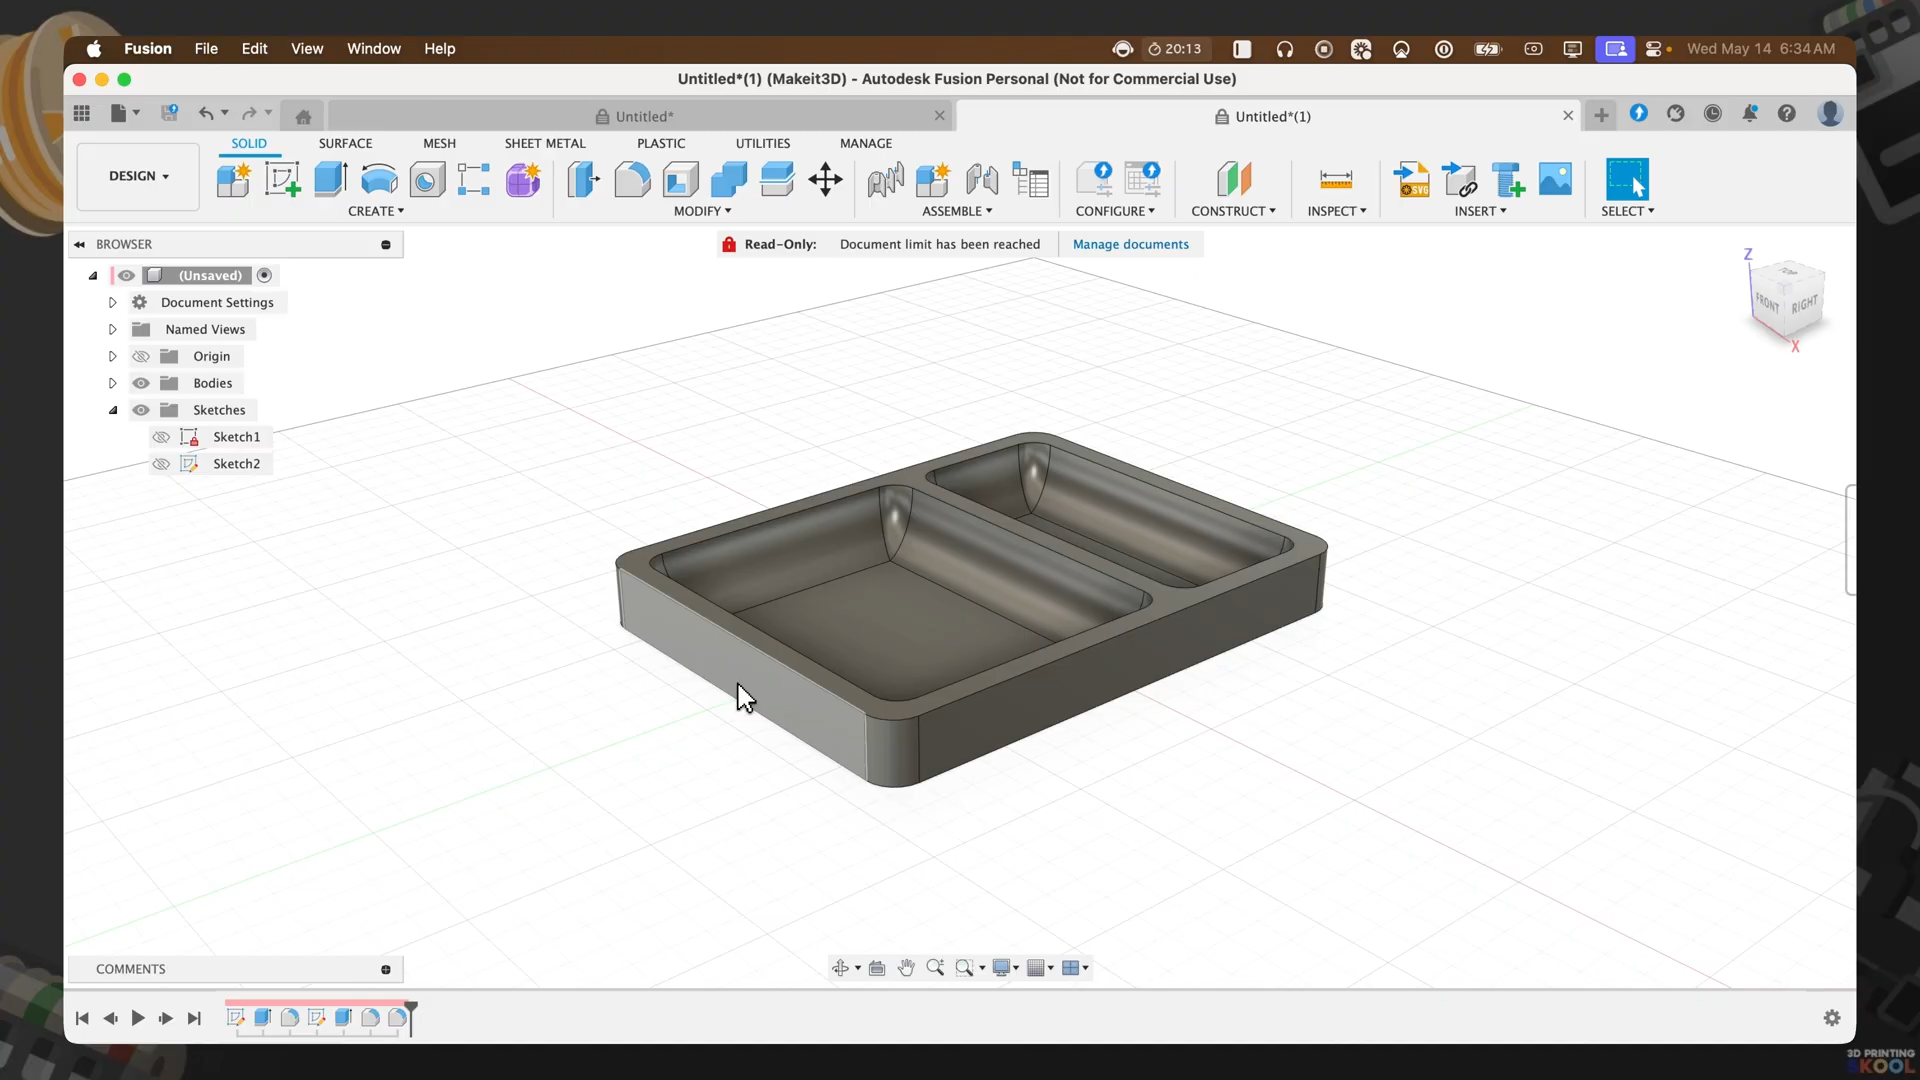 Fusion File Edit View Window Help 20:13 Wed May 14 6:34 AM
Untitled*(1) (Makeit3D) - Autodesk Fusion Personal (Not for Commercial Use)
Untitled* Untitled*(1)
SOLID SURFACE MESH SHEET METAL PLASTIC UTILITIES MANAGE
DESIGN
CREATE MODIFY ASSEMBLE CONFIGURE CONSTRUCT INSPECT INSERT SELECT
BROWSER
Read-Only: Document limit has been reached Manage documents
(Unsaved)
Document Settings
Named Views
Origin
Bodies
Sketches
Sketch1
Sketch2
Z
TOP
FRONT RIGHT
X
COMMENTS
3D PRINTING
SKOOL